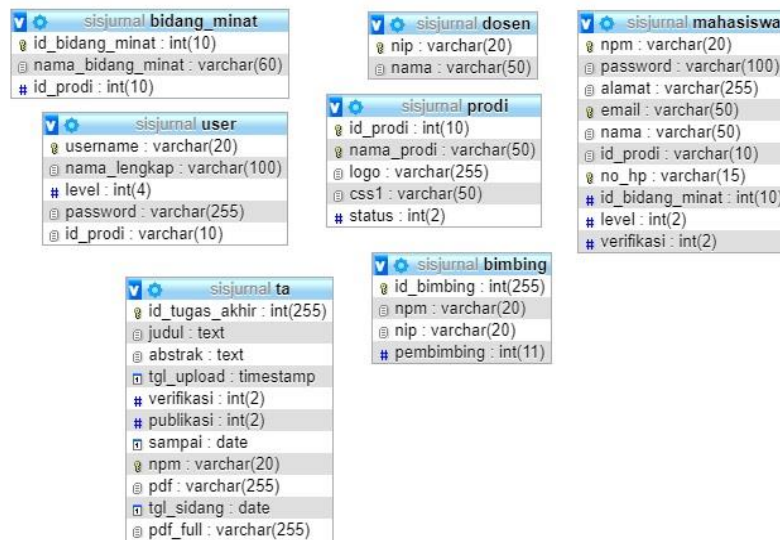 sisjurnal bidang_minat
id_bidang_minat : int(10)
nama_bidang_minat : varchar(60)
id_prodi : int(10)
sisjurnal dosen
nip : varchar(20)
nama : varchar(50)
sisjurnal mahasiswa
npm : varchar(20)
password : varchar(100)
alamat : varchar(255)
email : varchar(50)
nama : varchar(50)
id_prodi : varchar(10)
no_hp : varchar(15)
id_bidang_minat : int(10)
level : int(2)
verifikasi : int(2)
sisjurnal user
username : varchar(20)
nama_lengkap : varchar(100)
level : int(4)
password : varchar(255)
id_prodi : varchar(10)
sisjurnal prodi
id_prodi : int(10)
nama_prodi : varchar(50)
logo : varchar(255)
css1 : varchar(50)
status : int(2)
sisjurnal bimbing
id_bimbing : int(255)
npm : varchar(20)
nip : varchar(20)
pembimbing : int(11)
sisjurnal ta
id_tugas_akhir : int(255)
judul : text
abstrak : text
tgl_upload : timestamp
verifikasi : int(2)
publikasi : int(2)
sampai : date
npm : varchar(20)
pdf : varchar(255)
tgl_sidang : date
pdf_full : varchar(255)